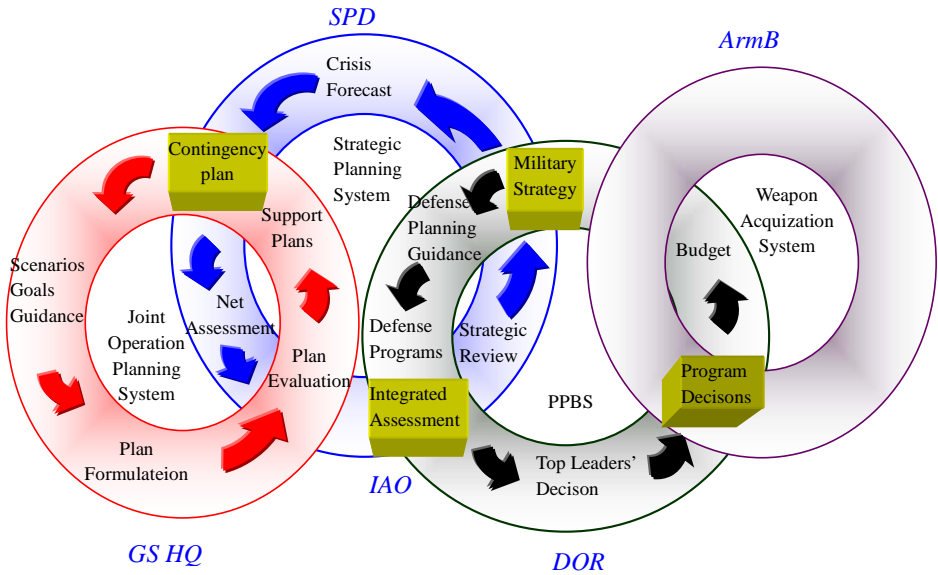 SPD
ArmB
Crisis
Forecast
Strategic
Planning
System
Contingency
plan
Military
Strategy
Support
Plans
Defense
Planning
Guidance
Weapon
Acquization
System
Budget
Scenarios
Goals
Guidance
Net
Assessment
Joint
Operation
Planning
System
Defense
Programs
Strategic
Review
Plan
Evaluation
Integrated
Assessment
PPBS
Program
Decisons
Plan
Formulateion
Top Leaders’
Decison
IAO
GS HQ
DOR